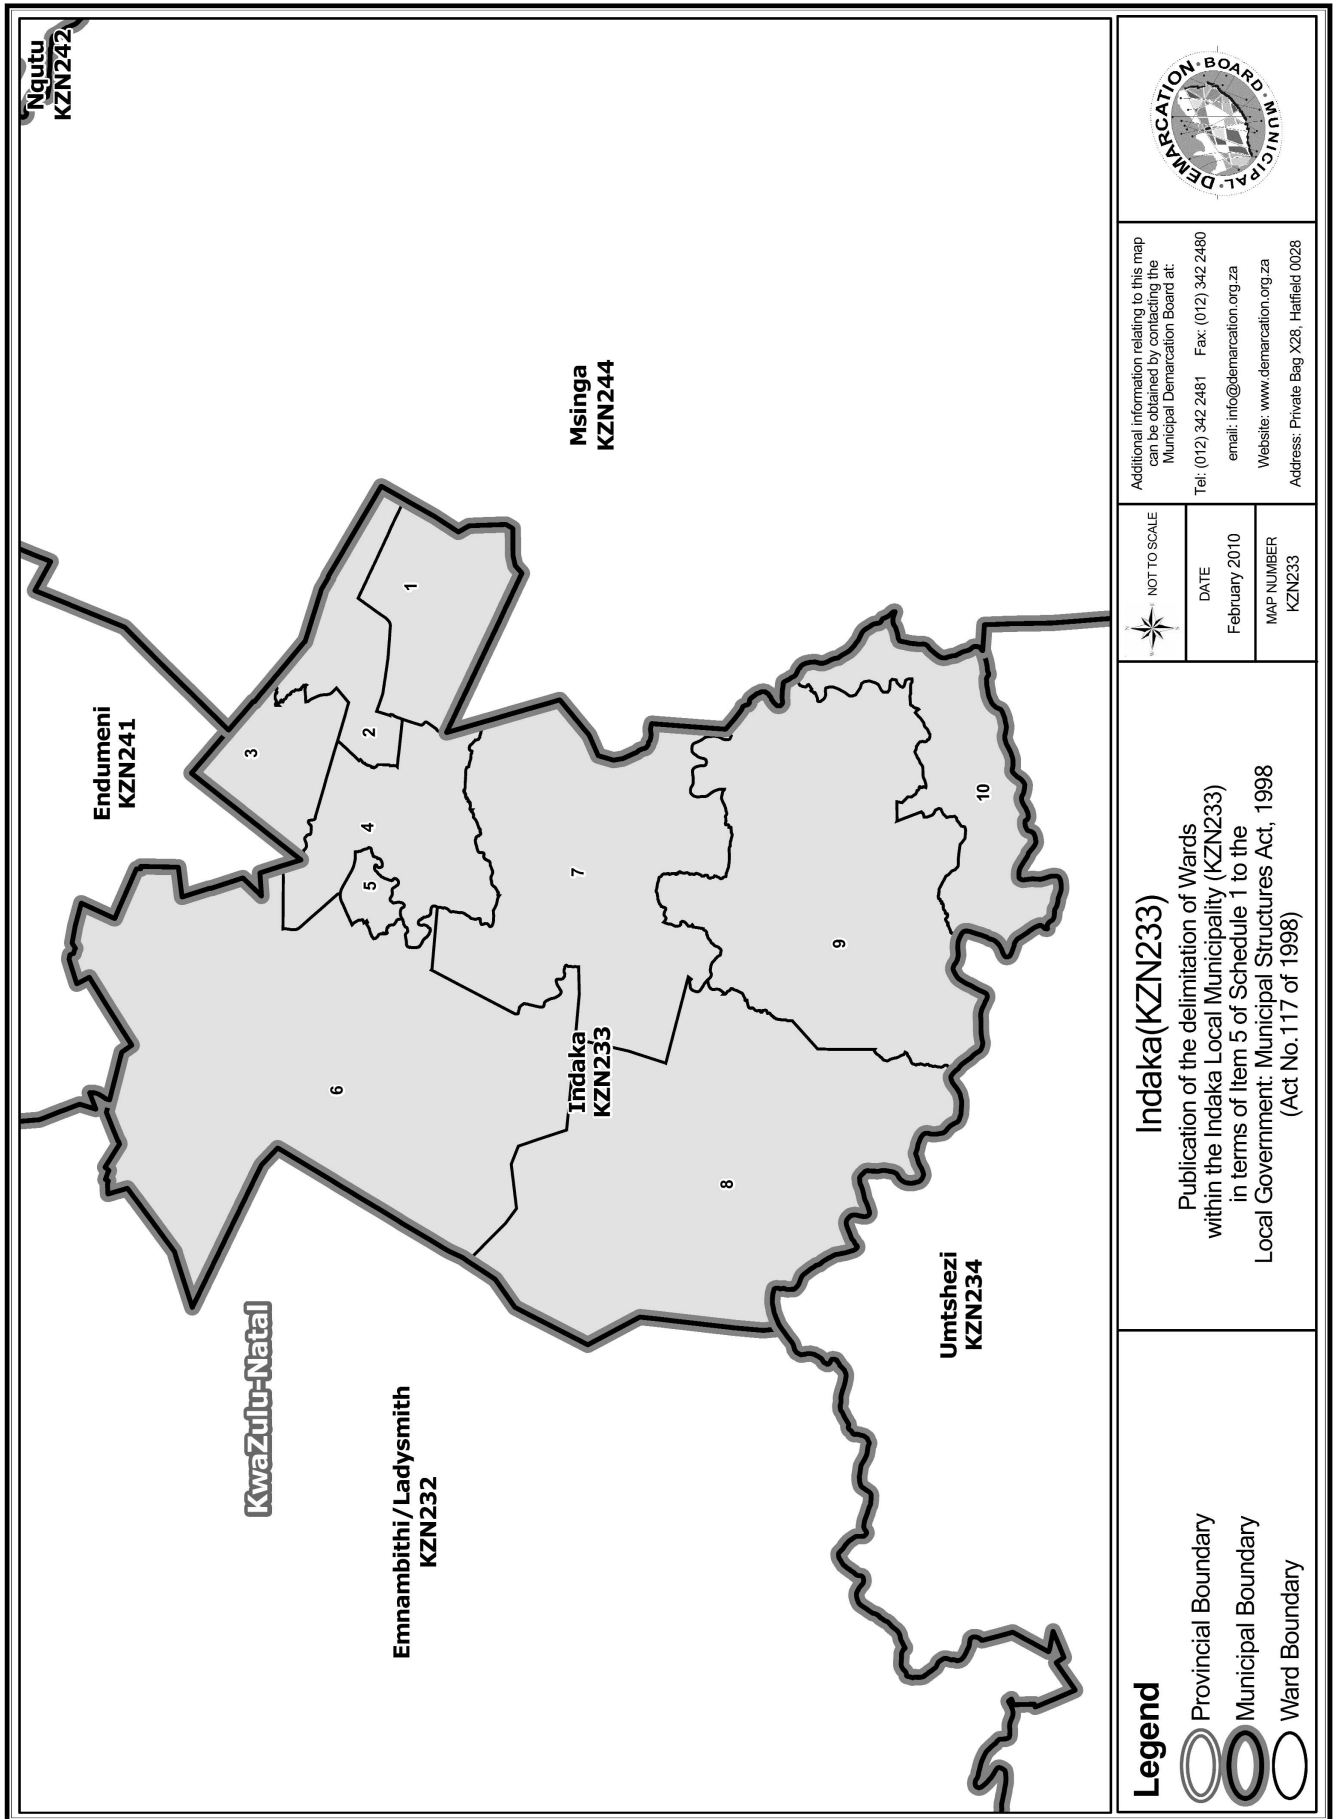 Nqutu
KZN242
Endumeni
KZN241
Msinga
KZN244
KwaZulu-Natal
Emnambithi/Ladysmith
KZN232
Indaka
KZN233
Umtshezi
KZN234
1
2
3
4
5
6
7
8
9
10
Legend
Provincial Boundary
Municipal Boundary
Ward Boundary
Indaka(KZN233)
Publication of the delimitation of Wards
within the Indaka Local Municipality (KZN233)
in terms of Item 5 of Schedule 1 to the
Local Government: Municipal Structures Act, 1998
(Act No.117 of 1998)
NOT TO SCALE
DATE
February 2010
MAP NUMBER
KZN233
Additional information relating to this map
can be obtained by contacting the
Municipal Demarcation Board at:
Tel: (012) 342 2481 Fax: (012) 342 2480
email: info@demarcation.org.za
Website: www.demarcation.org.za
Address: Private Bag X28, Hatfield 0028
MUNICIPAL • DEMARCATION • BOARD •